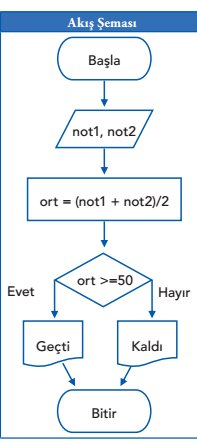 Akış Şeması
Başla
not1, not2
ort = (not1 + not2)/2
ort >=50
Evet
Hayır
Geçti
Kaldı
Bitir